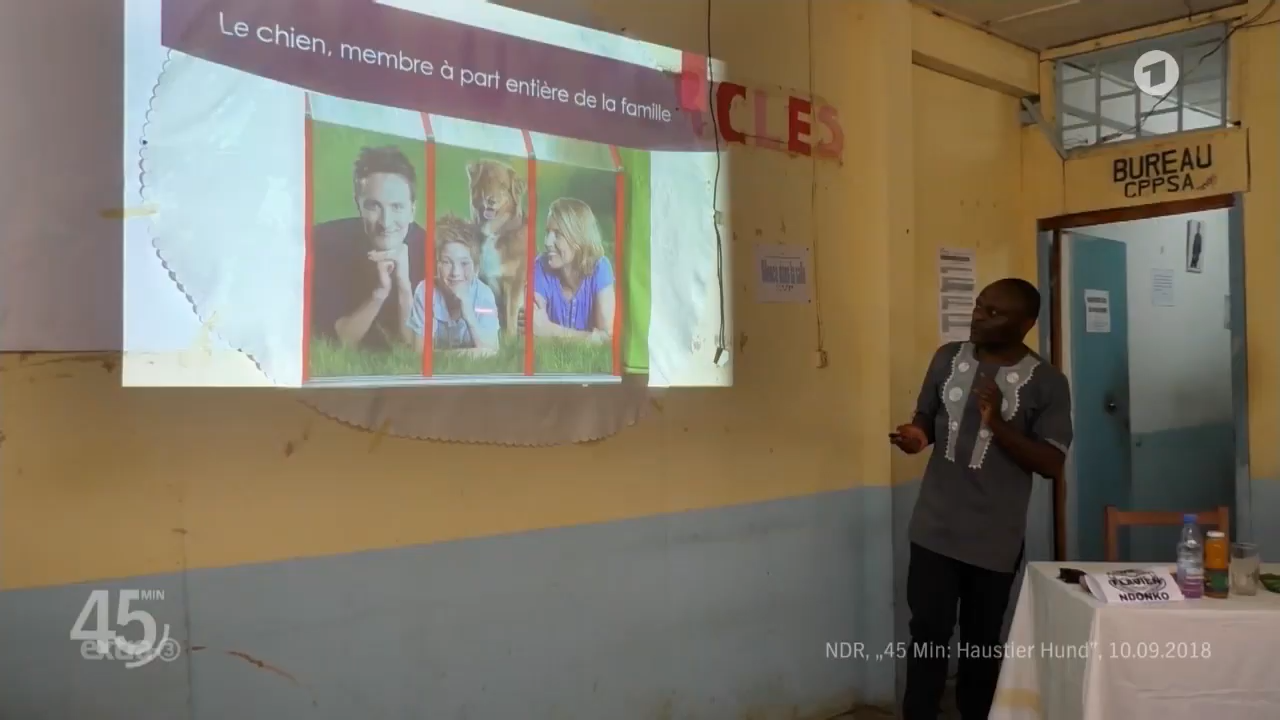 Le chien, membre à part entière de la famille
CLES
1
BUREAU
CPPSA
45 MIN
extra 3
FLAVIEN
NDONKO
NDR, „45 Min: Haustier Hund”, 10.09.2018